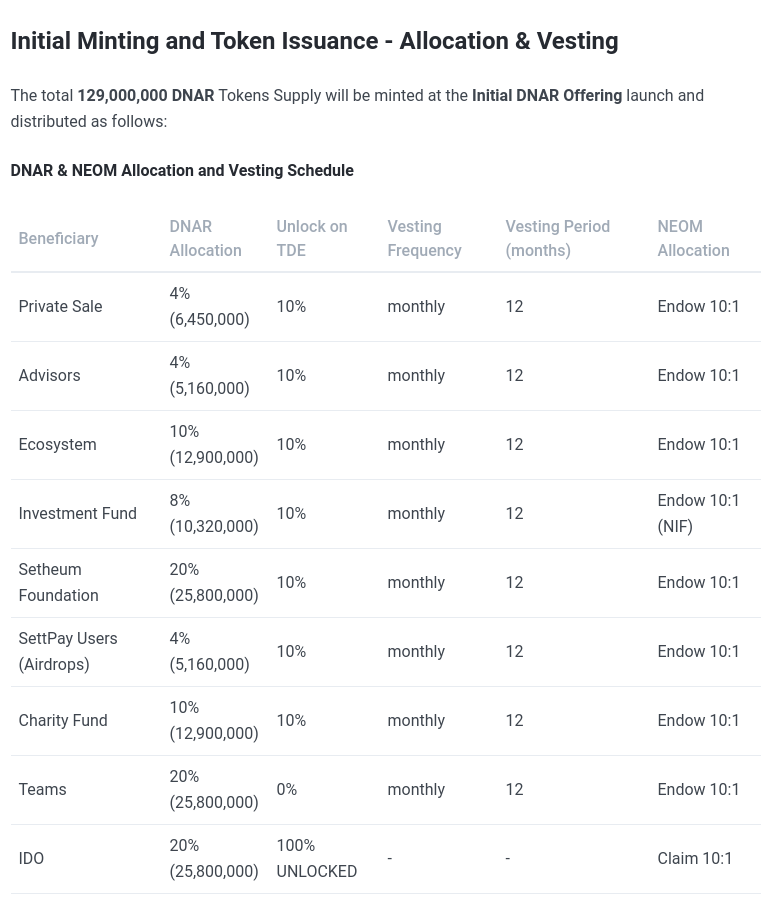 Initial Minting and Token Issuance - Allocation & Vesting
The total 129,000,000 DNAR Tokens Supply will be minted at the Initial DNAR Offering launch and
distributed as follows:
DNAR & NEOM Allocation and Vesting Schedule
Beneficiary DNAR Allocation Unlock on TDE Vesting Frequency Vesting Period (months) NEOM Allocation
Private Sale 4% (6,450,000) 10% monthly 12 Endow 10:1
Advisors 4% (5,160,000) 10% monthly 12 Endow 10:1
Ecosystem 10% (12,900,000) 10% monthly 12 Endow 10:1
Investment Fund 8% (10,320,000) 10% monthly 12 Endow 10:1 (NIF)
Setheum Foundation 20% (25,800,000) 10% monthly 12 Endow 10:1
SettPay Users (Airdrops) 4% (5,160,000) 10% monthly 12 Endow 10:1
Charity Fund 10% (12,900,000) 10% monthly 12 Endow 10:1
Teams 20% (25,800,000) 0% monthly 12 Endow 10:1
IDO 20% (25,800,000) 100% UNLOCKED - - Claim 10:1